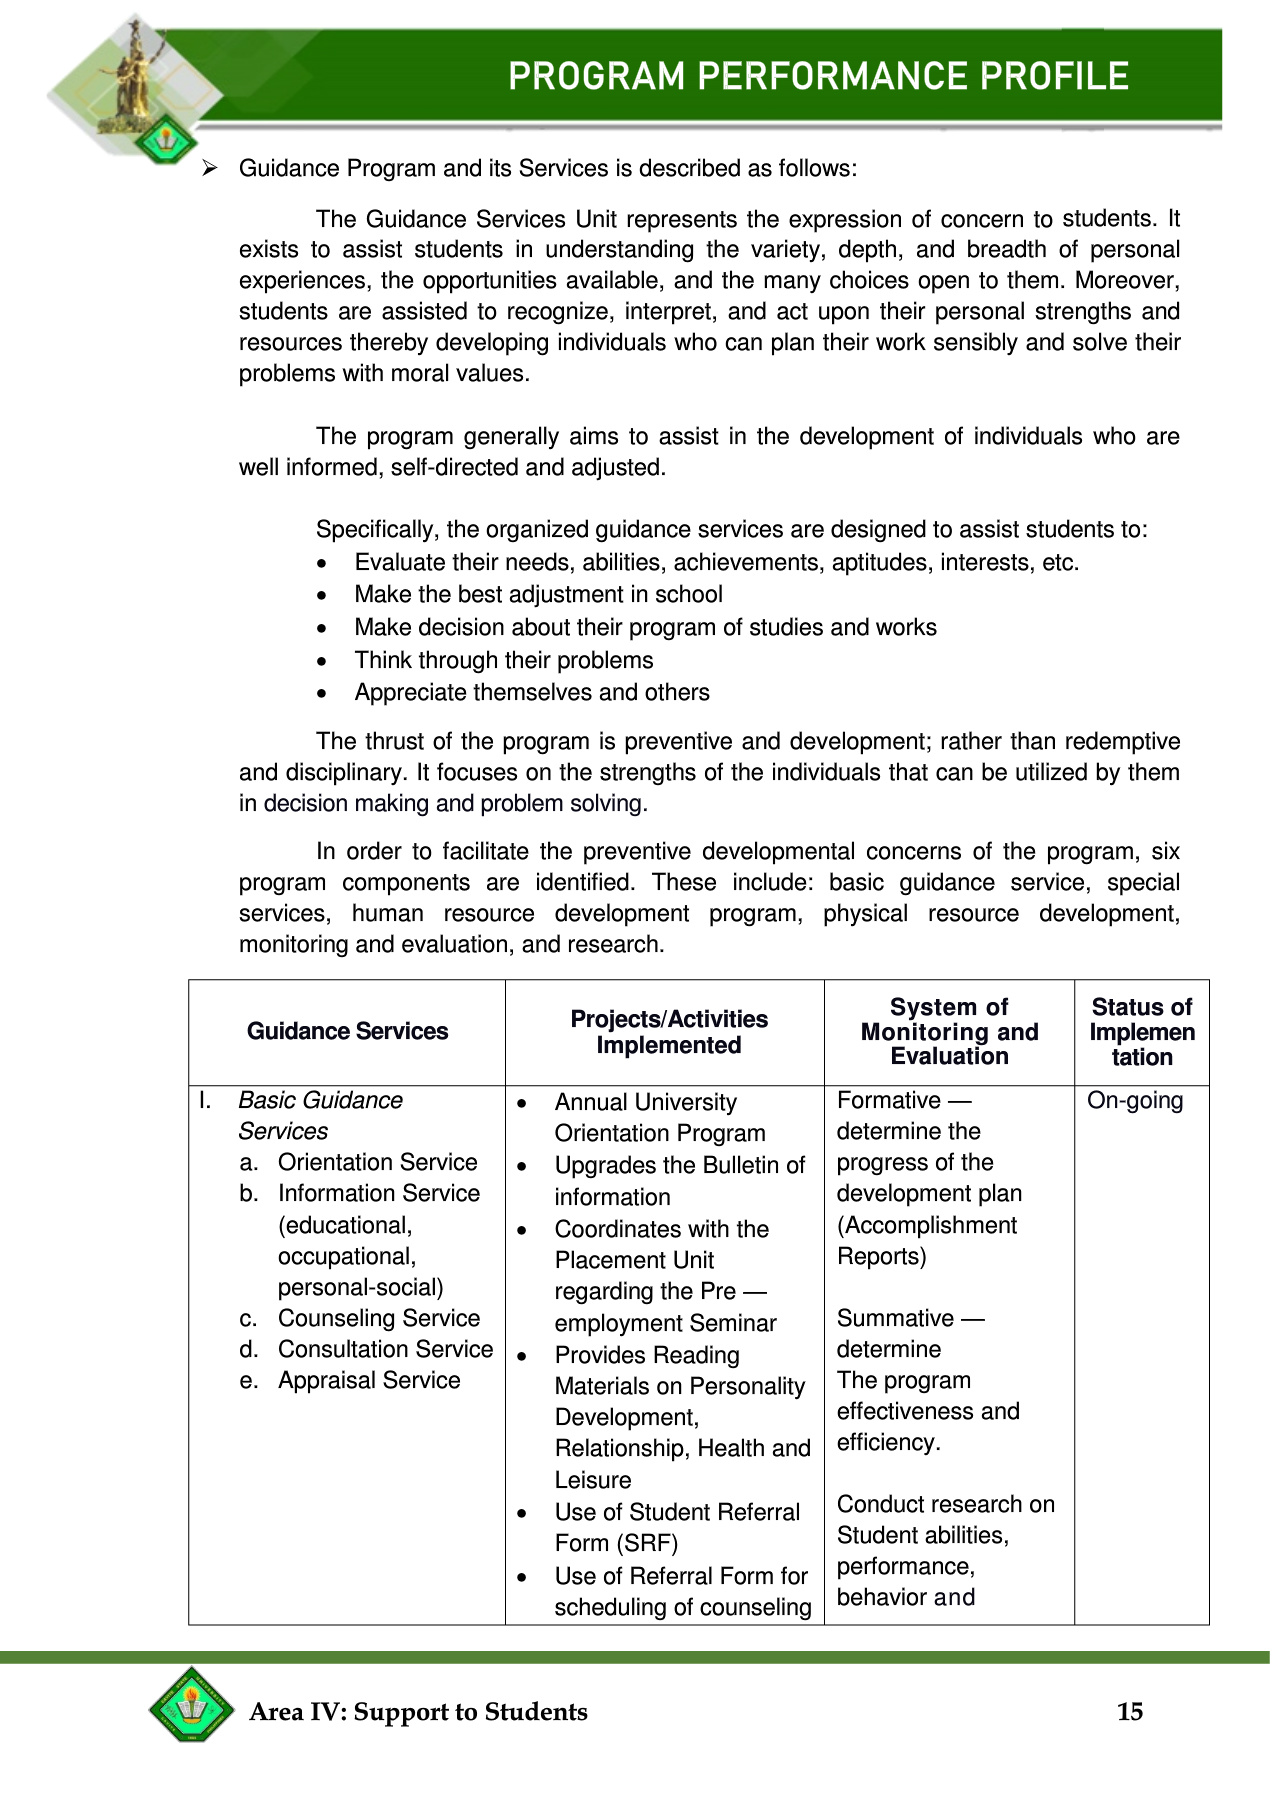 PROGRAM PERFORMANCE PROFILE
➢ Guidance Program and its Services is described as follows:
The Guidance Services Unit represents the expression of concern to students. It
exists to assist students in understanding the variety, depth, and breadth of personal
experiences, the opportunities available, and the many choices open to them. Moreover,
students are assisted to recognize, interpret, and act upon their personal strengths and
resources thereby developing individuals who can plan their work sensibly and solve their
problems with moral values.
The program generally aims to assist in the development of individuals who are
well informed, self-directed and adjusted.
Specifically, the organized guidance services are designed to assist students to:
• Evaluate their needs, abilities, achievements, aptitudes, interests, etc.
• Make the best adjustment in school
• Make decision about their program of studies and works
• Think through their problems
• Appreciate themselves and others
The thrust of the program is preventive and development; rather than redemptive
and disciplinary. It focuses on the strengths of the individuals that can be utilized by them
in decision making and problem solving.
In order to facilitate the preventive developmental concerns of the program, six
program components are identified. These include: basic guidance service, special
services, human resource development program, physical resource development,
monitoring and evaluation, and research.
Guidance Services
Projects/Activities
Implemented
System of
Monitoring and
Evaluation
Status of
Implemen
tation
I. Basic Guidance
Services
a. Orientation Service
b. Information Service
(educational,
occupational,
personal-social)
c. Counseling Service
d. Consultation Service
e. Appraisal Service
• Annual University
Orientation Program
• Upgrades the Bulletin of
information
• Coordinates with the
Placement Unit
regarding the Pre —
employment Seminar
• Provides Reading
Materials on Personality
Development,
Relationship, Health and
Leisure
• Use of Student Referral
Form (SRF)
• Use of Referral Form for
scheduling of counseling
Formative —
determine the
progress of the
development plan
(Accomplishment
Reports)
Summative —
determine
The program
effectiveness and
efficiency.
Conduct research on
Student abilities,
performance,
behavior and
On-going
Area IV: Support to Students
15